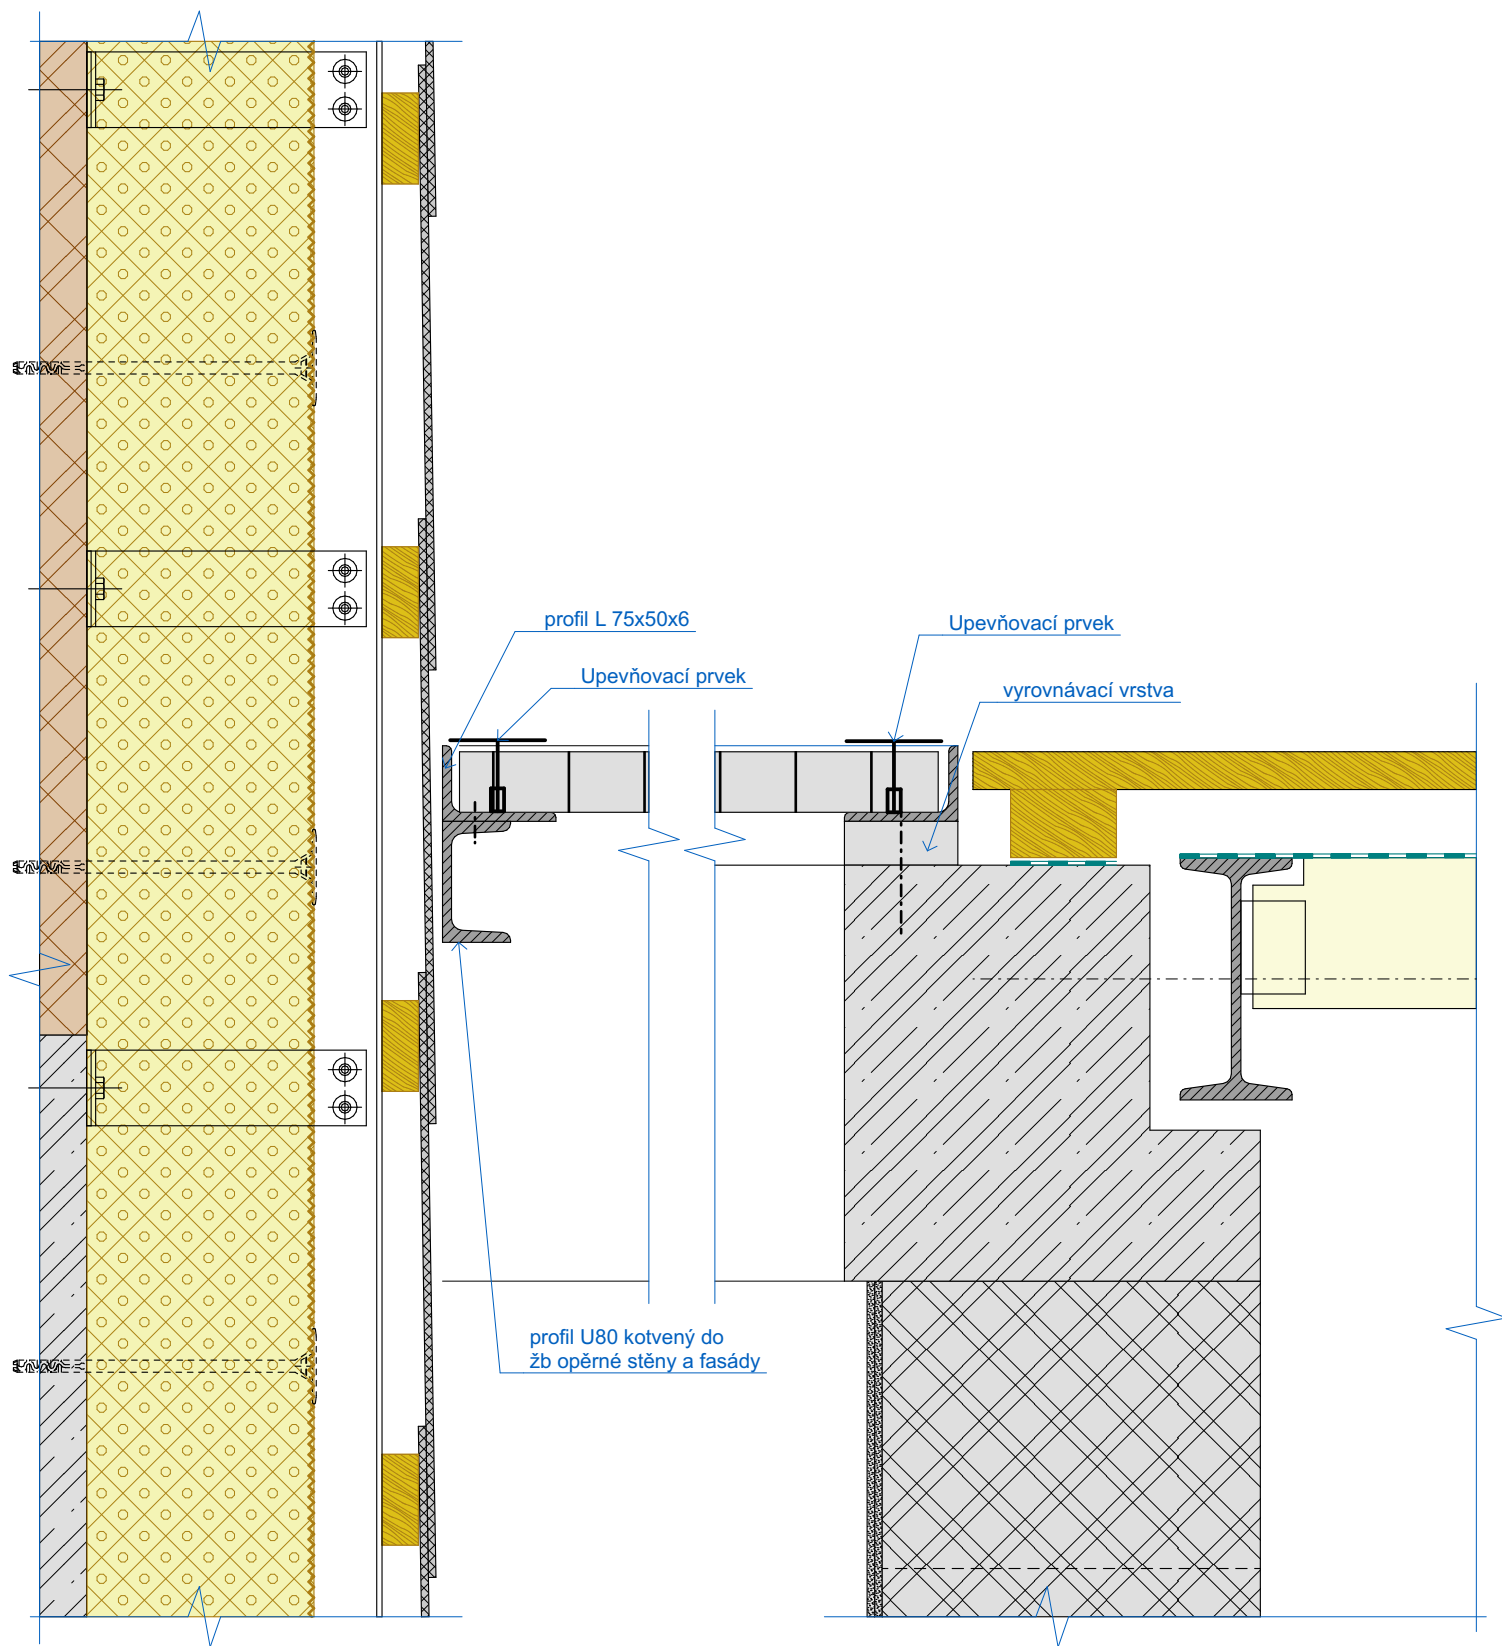 profil L 75x50x6
Upevňovací prvek
Upevňovací prvek
vyrovnávací vrstva
profil U80 kotvený do
žb opěrné stěny a fasády